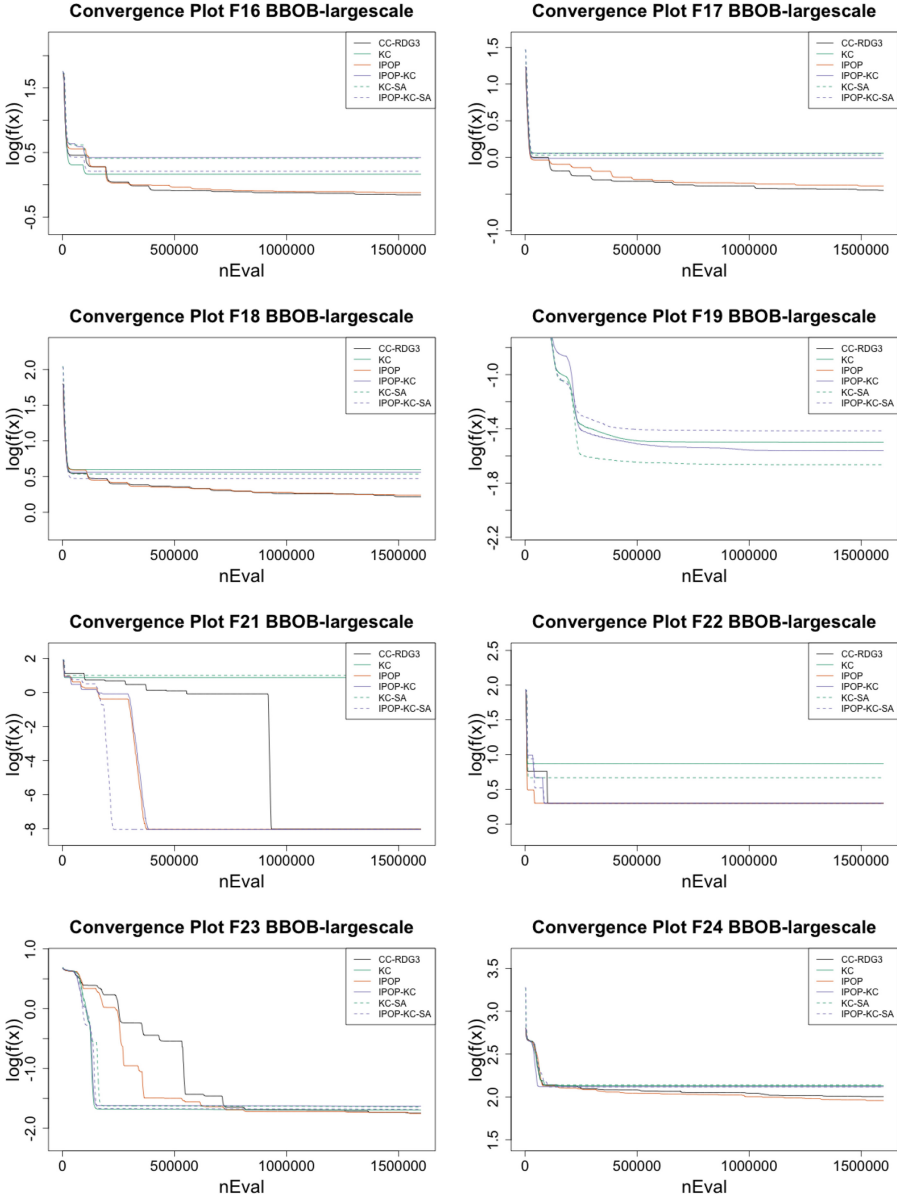 Convergence Plot F16 BBOB-largescale
log(f(x))
1.5
0.5
-0.5
CC-RDG3
KC
IPOP
IPOP-KC
KC-SA
IPOP-KC-SA
0 500000 1000000 1500000
nEval
Convergence Plot F17 BBOB-largescale
log(f(x))
1.5
1.0
0.5
0.0
-1.0
CC-RDG3
KC
IPOP
IPOP-KC
KC-SA
IPOP-KC-SA
0 500000 1000000 1500000
nEval
Convergence Plot F18 BBOB-largescale
log(f(x))
2.0
1.5
1.0
0.5
0.0
CC-RDG3
KC
IPOP
IPOP-KC
KC-SA
IPOP-KC-SA
0 500000 1000000 1500000
nEval
Convergence Plot F19 BBOB-largescale
log(f(x))
-1.0
-1.4
-1.8
-2.2
CC-RDG3
KC
IPOP
IPOP-KC
KC-SA
IPOP-KC-SA
0 500000 1000000 1500000
nEval
Convergence Plot F21 BBOB-largescale
log(f(x))
2
0
-2
-4
-6
-8
CC-RDG3
KC
IPOP
IPOP-KC
KC-SA
IPOP-KC-SA
0 500000 1000000 1500000
nEval
Convergence Plot F22 BBOB-largescale
log(f(x))
2.5
2.0
1.5
1.0
0.5
0.0
CC-RDG3
KC
IPOP
IPOP-KC
KC-SA
IPOP-KC-SA
0 500000 1000000 1500000
nEval
Convergence Plot F23 BBOB-largescale
log(f(x))
1.0
0.0
-1.0
-2.0
CC-RDG3
KC
IPOP
IPOP-KC
KC-SA
IPOP-KC-SA
0 500000 1000000 1500000
nEval
Convergence Plot F24 BBOB-largescale
log(f(x))
3.5
3.0
2.5
2.0
1.5
CC-RDG3
KC
IPOP
IPOP-KC
KC-SA
IPOP-KC-SA
0 500000 1000000 1500000
nEval